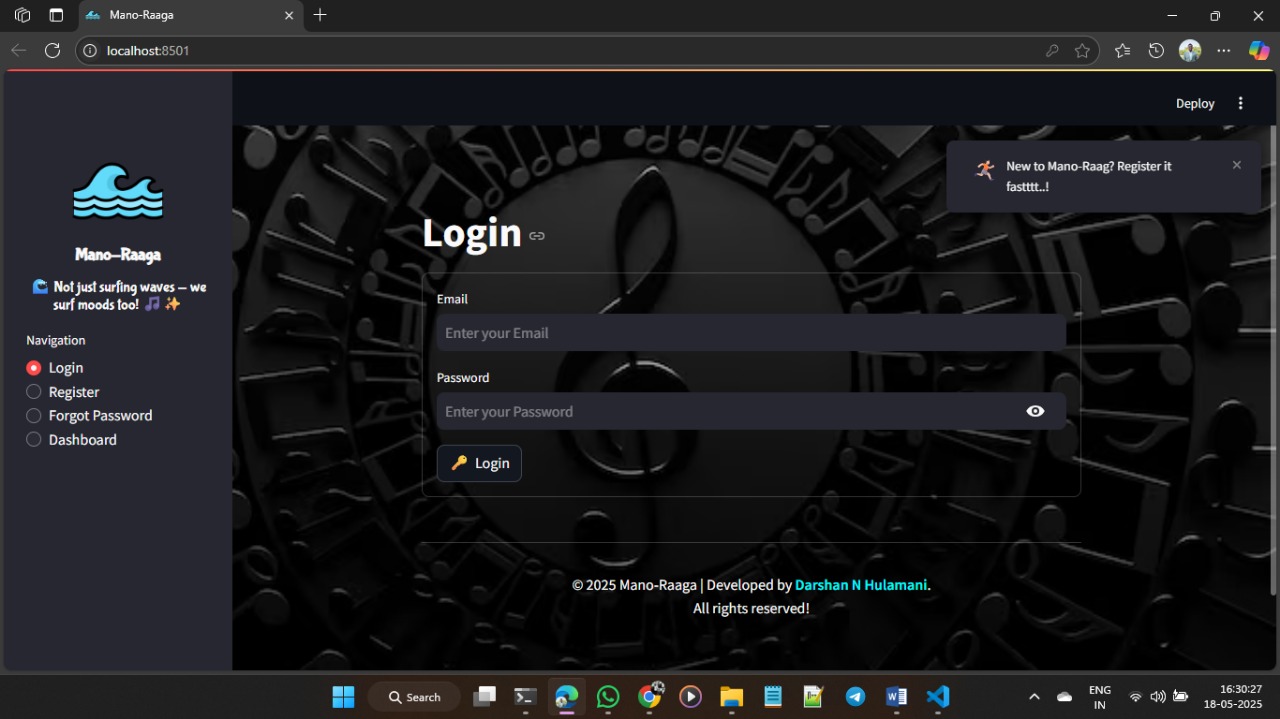 Mano-Raaga
localhost:8501
Deploy
New to Mano-Raag? Register it
fastttt..!
Mano-Raaga
Not just surfing waves – we
surf moods too!
Navigation
Login
Register
Forgot Password
Dashboard
Login
Email
Enter your Email
Password
Enter your Password
Login
© 2025 Mano-Raaga | Developed by Darshan N Hulamani.
All rights reserved!
Search
ENG
IN
16:30:27
18-05-2025